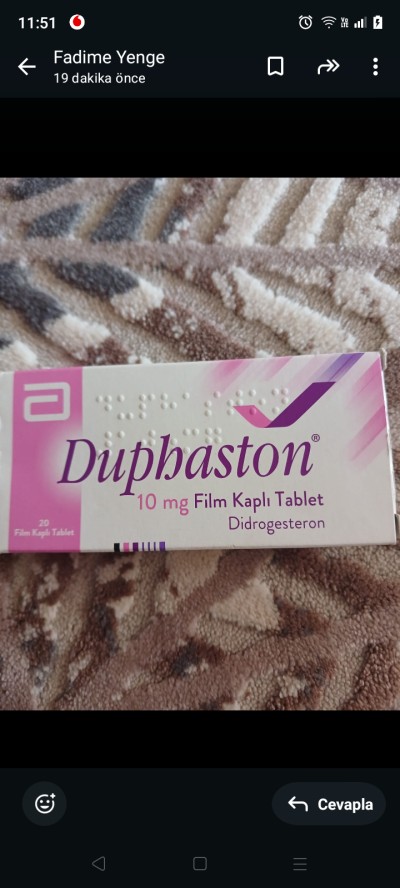 11:51
Fadime Yenge
19 dakika önce
Duphaston®
10 mg Film Kaplı Tablet
Didrogesteron
20
Film Kaplı Tablet
Cevapla